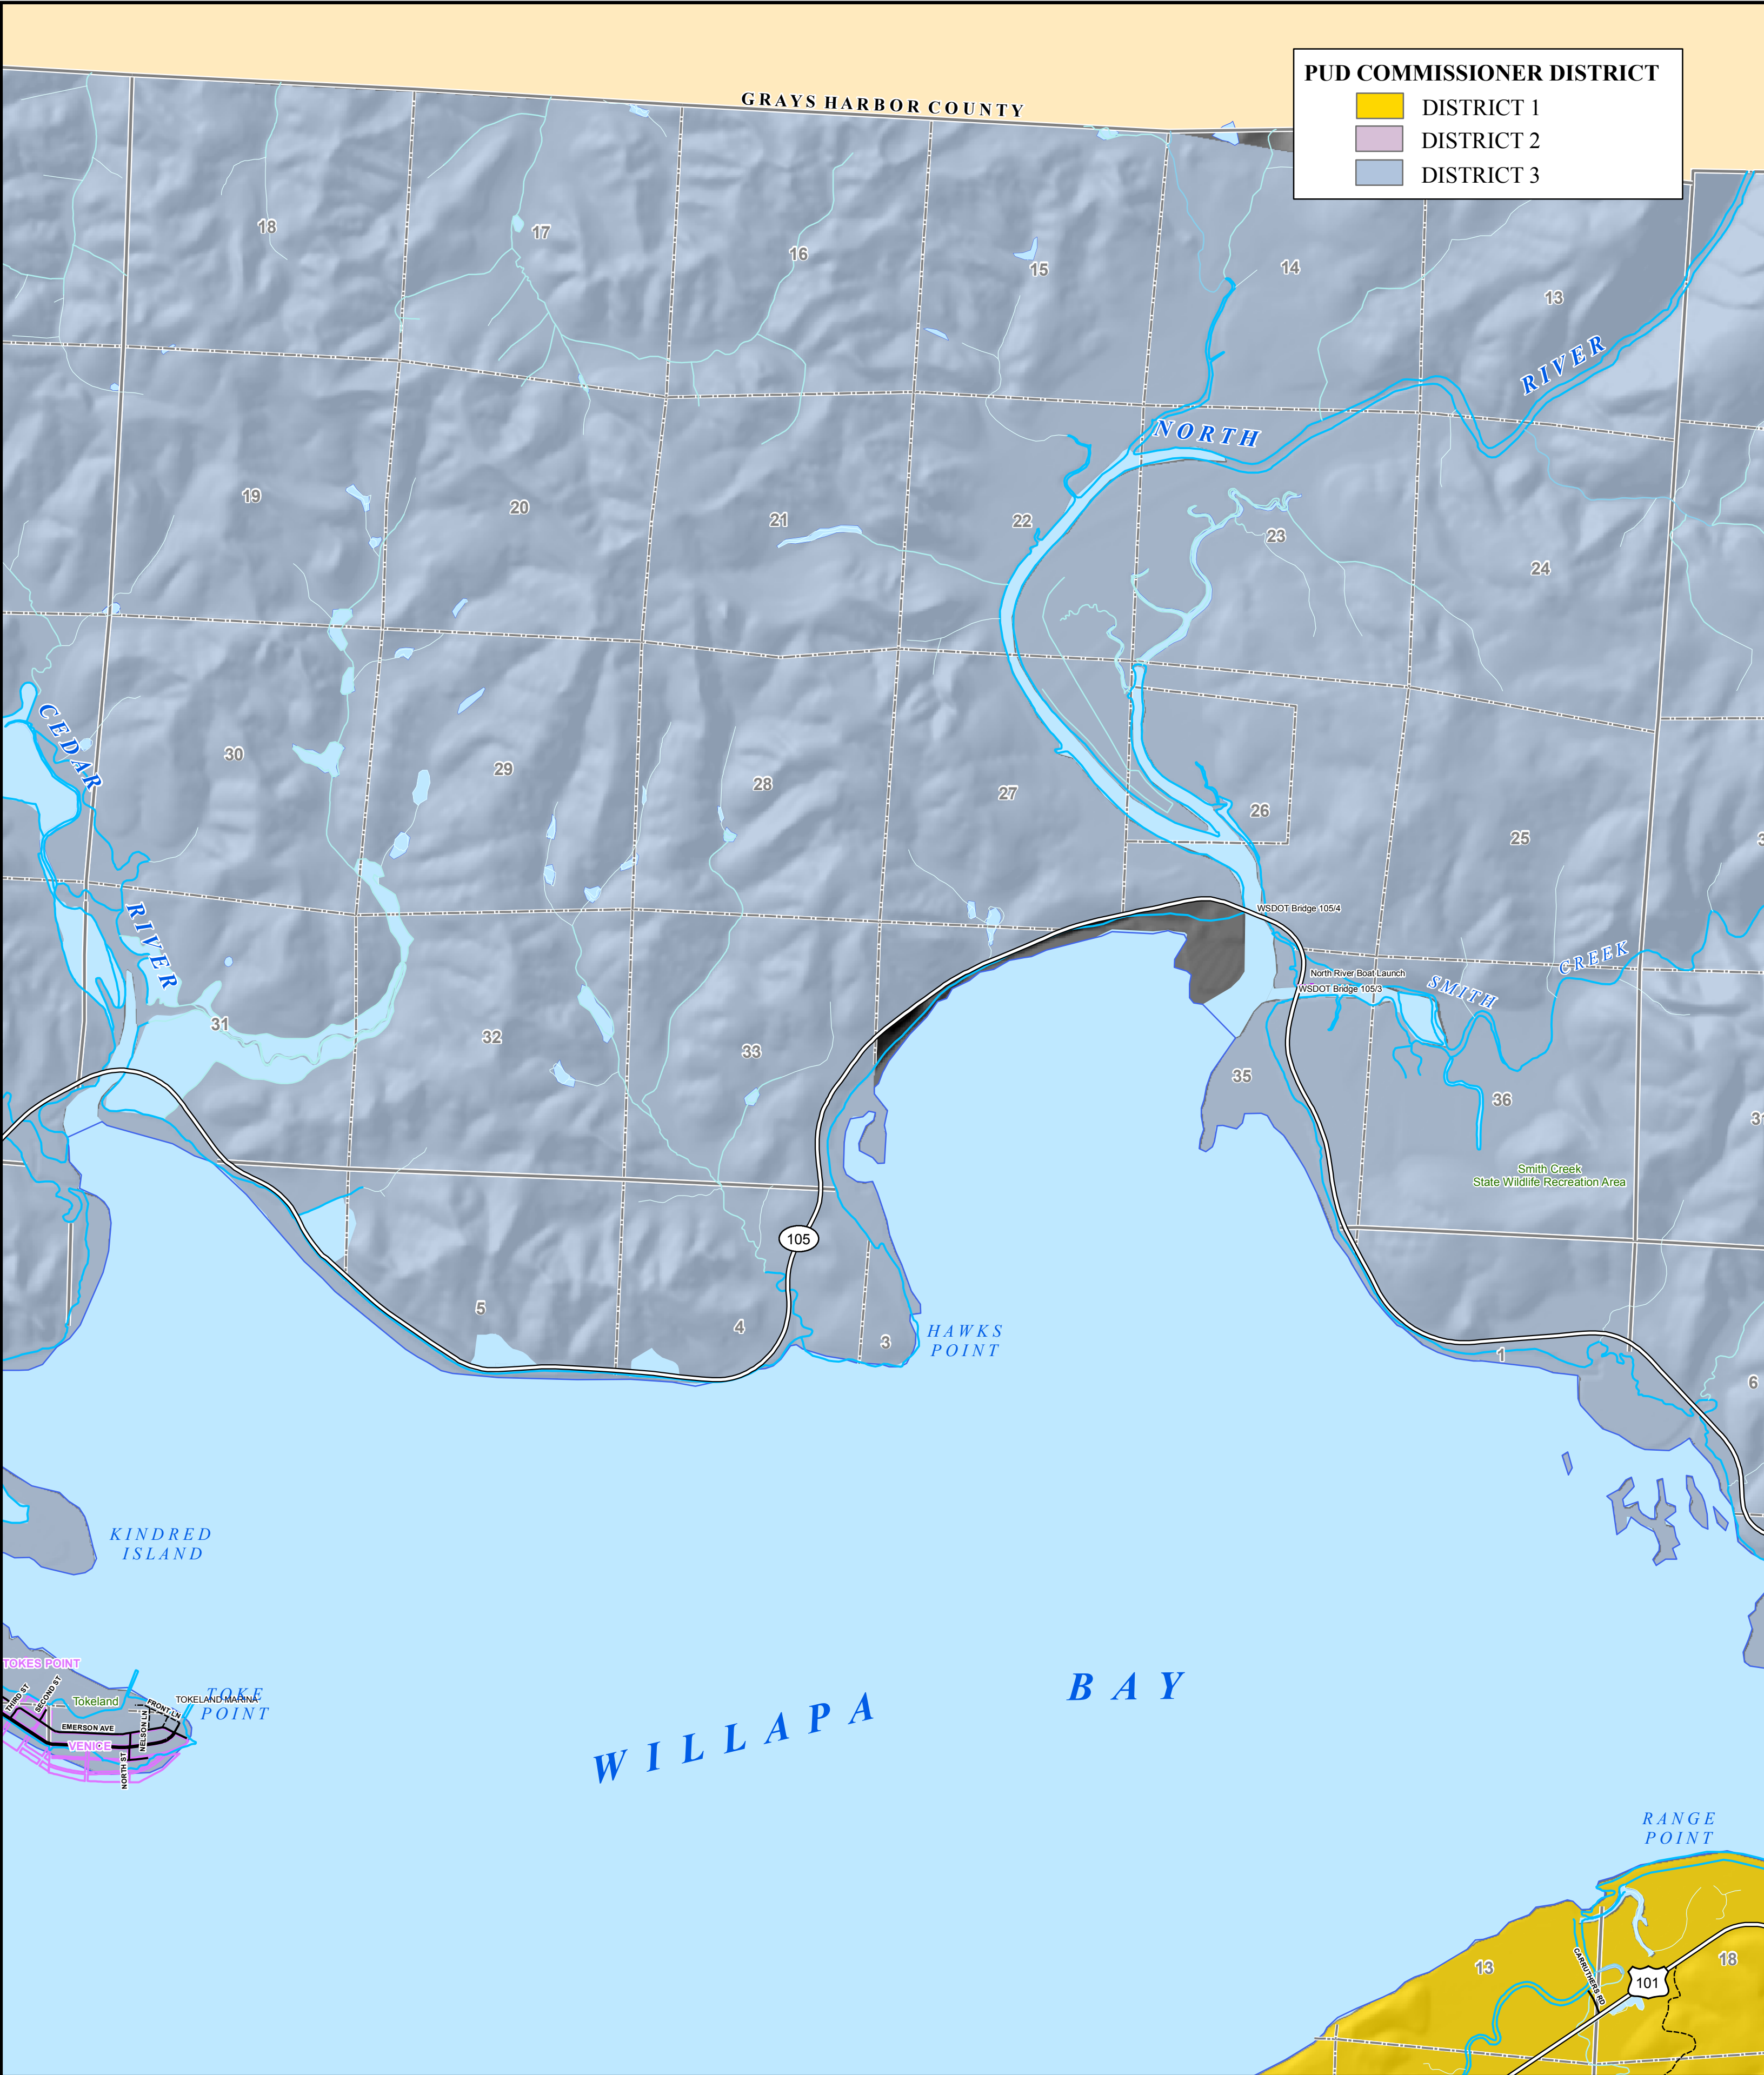 GRAYS HARBOR COUNTY
PUD COMMISSIONER DISTRICT
DISTRICT 1
DISTRICT 2
DISTRICT 3
18
17
16
15
14
13
RIVER
NORTH
19
20
21
22
23
24
CEDAR
30
29
28
27
26
25
RIVER
WSDOT Bridge 105/4
North River Boat Launch
WSDOT Bridge 105/3
SMITH
CREEK
31
32
33
35
36
Smith Creek
State Wildlife Recreation Area
105
5
4
3
HAWKS
POINT
1
6
KINDRED
ISLAND
TOKES POINT
THIRD ST
SECOND ST
Tokeland
EMERSON AVE
VENICE
NORTH ST
NELSON LN
FRONT LN
TOKELAND MARINA
TOKE
POINT
WILLAPA
BAY
RANGE
POINT
13
CARRUTHERS RD
101
18